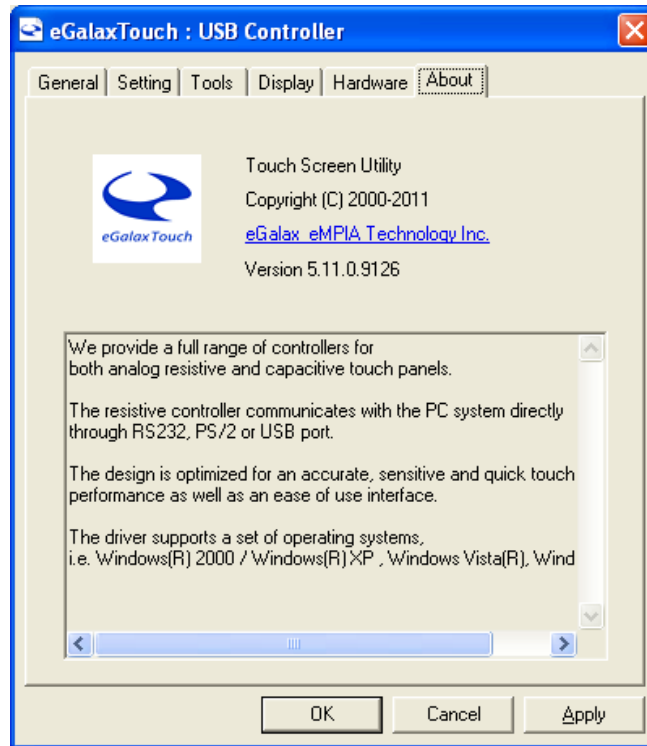 eGalaxTouch : USB Controller
General Setting Tools Display Hardware About
Touch Screen Utility
Copyright (C) 2000-2011
eGalaxTouch
eGalax_eMPIA Technology Inc.
Version 5.11.0.9126
We provide a full range of controllers for
both analog resistive and capacitive touch panels.
The resistive controller communicates with the PC system directly
through RS232, PS/2 or USB port.
The design is optimized for an accurate, sensitive and quick touch
performance as well as an ease of use interface.
The driver supports a set of operating systems,
i.e. Windows(R) 2000 / Windows(R) XP , Windows Vista(R), Wind
OK Cancel Apply